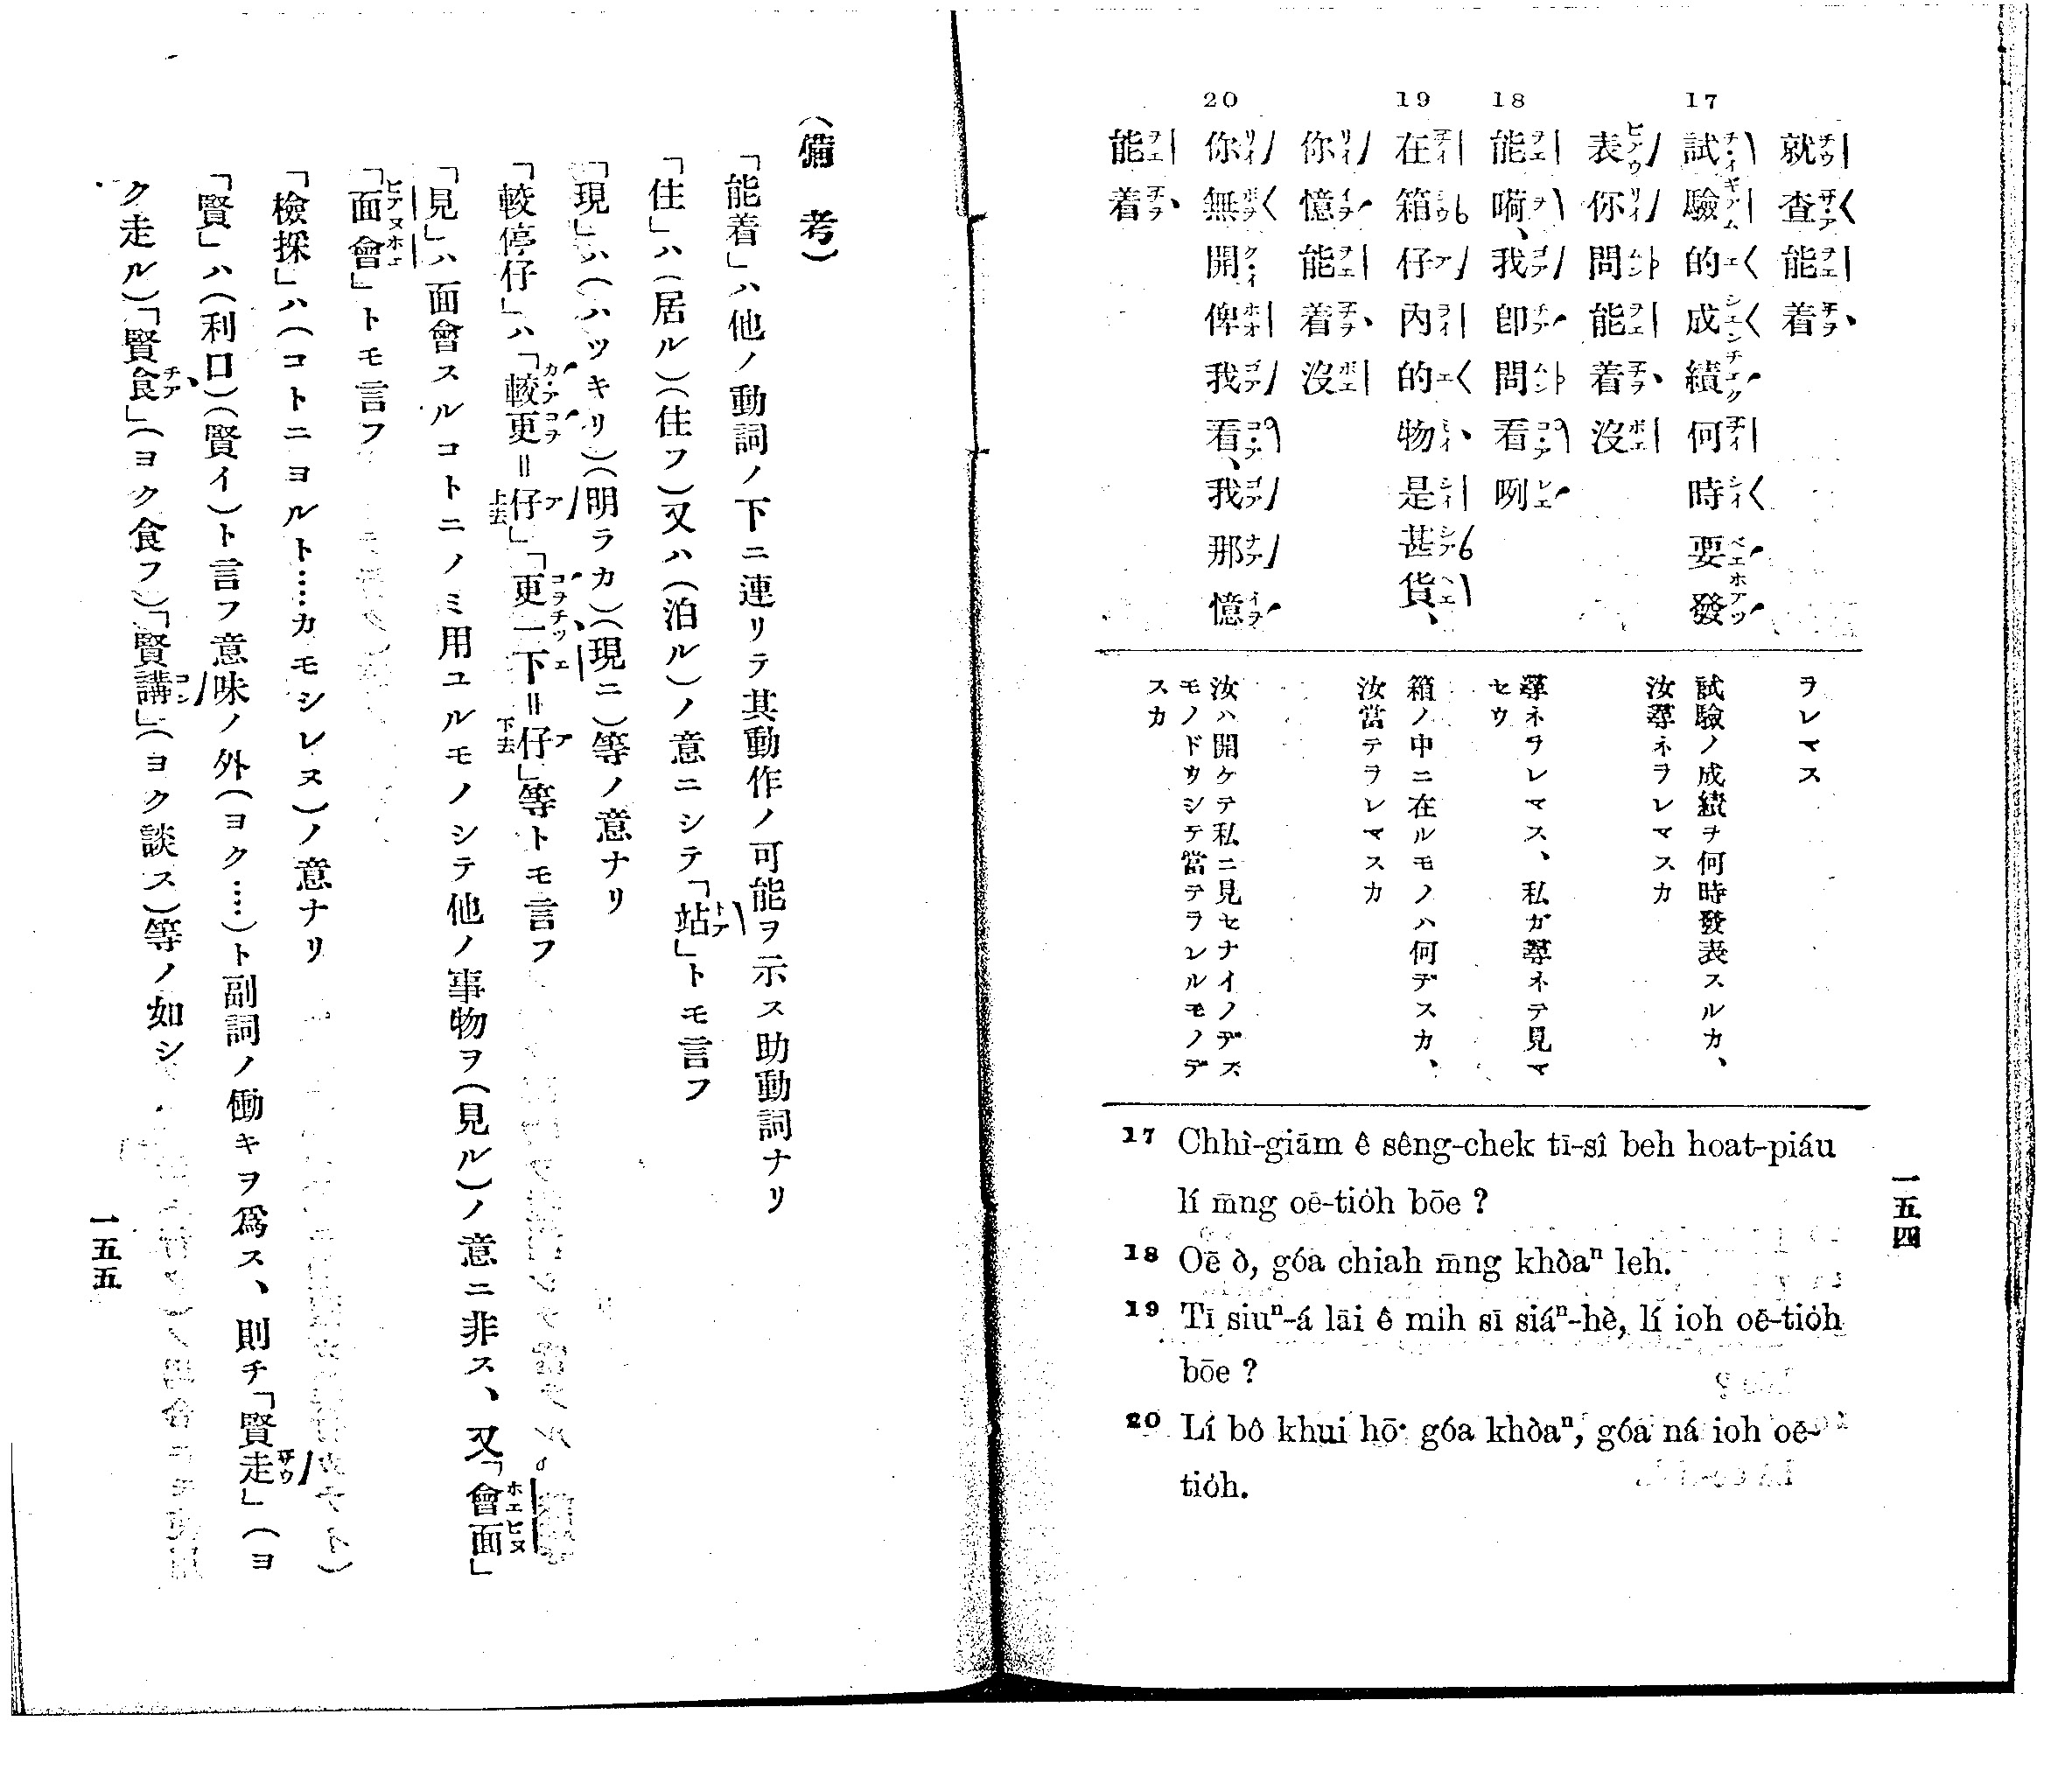 就査能着、
17 試驗的成績何時要發
表你問能着沒
18 能嗬、我卽問看咧
19 在箱仔內的物是甚貨、
你憶能着沒
20 你無開俾我看、我那憶
能着
ヲレマス
試驗ノ成績ヲ何時發表スルカ、
汝尋ネラレマスカ
尋ネラレマス、私ガ尋ネテ見マ
セウ
箱ノ中ニ在ルモノハ何デスカ、
汝當テラレマスカ
汝ハ開ケテ私ニ見セナイノデス
モノドウシテ當テラレルモノデ
スカ
17 Chhì-giām ê sêng-chek tī-sî beh hoat-piáu
lí m̄ng oē-tio̍h bōe ?
18 Oē ò, góa chiah m̄ng khòaⁿ leh.
19 Tī siuⁿ-á lāi ê mih sī siáⁿ-hè, lí ioh oē-tio̍h
bōe ?
20 Lí bô khui hō͘ góa khòaⁿ, góa ná ioh oē-
tio̍h.
一五四
(備考)
「能着」ハ他ノ動詞ノ下ニ連リテ其動作ノ可能ヲ示ス助動詞ナリ
「住」ハ(居ル)(住フ)又ハ(泊ル)ノ意ニシテ「站」トモ言フ
「現」ハ(ハツキリ)(明ラカ)(現ニ)等ノ意ナリ
「較停仔」ハ「較更=仔」「更一下=仔」等トモ言フ
「見」ハ面會スルコトニノミ用ユルモノシテ他ノ事物ヲ(見ル)ノ意ニ非ス、又「會面」
「面會」トモ言フ
「檢採」ハ(コトニヨルト……カモシレヌ)ノ意ナリ
「賢」ハ(利口)(賢イ)ト言フ意味ノ外(ヨク……)ト副詞ノ働キヲ爲ス、則チ「賢走」(ヨ
ク走ル)「賢食」(ヨク食フ)「賢講」(ヨク談ス)等ノ如シ
一五五